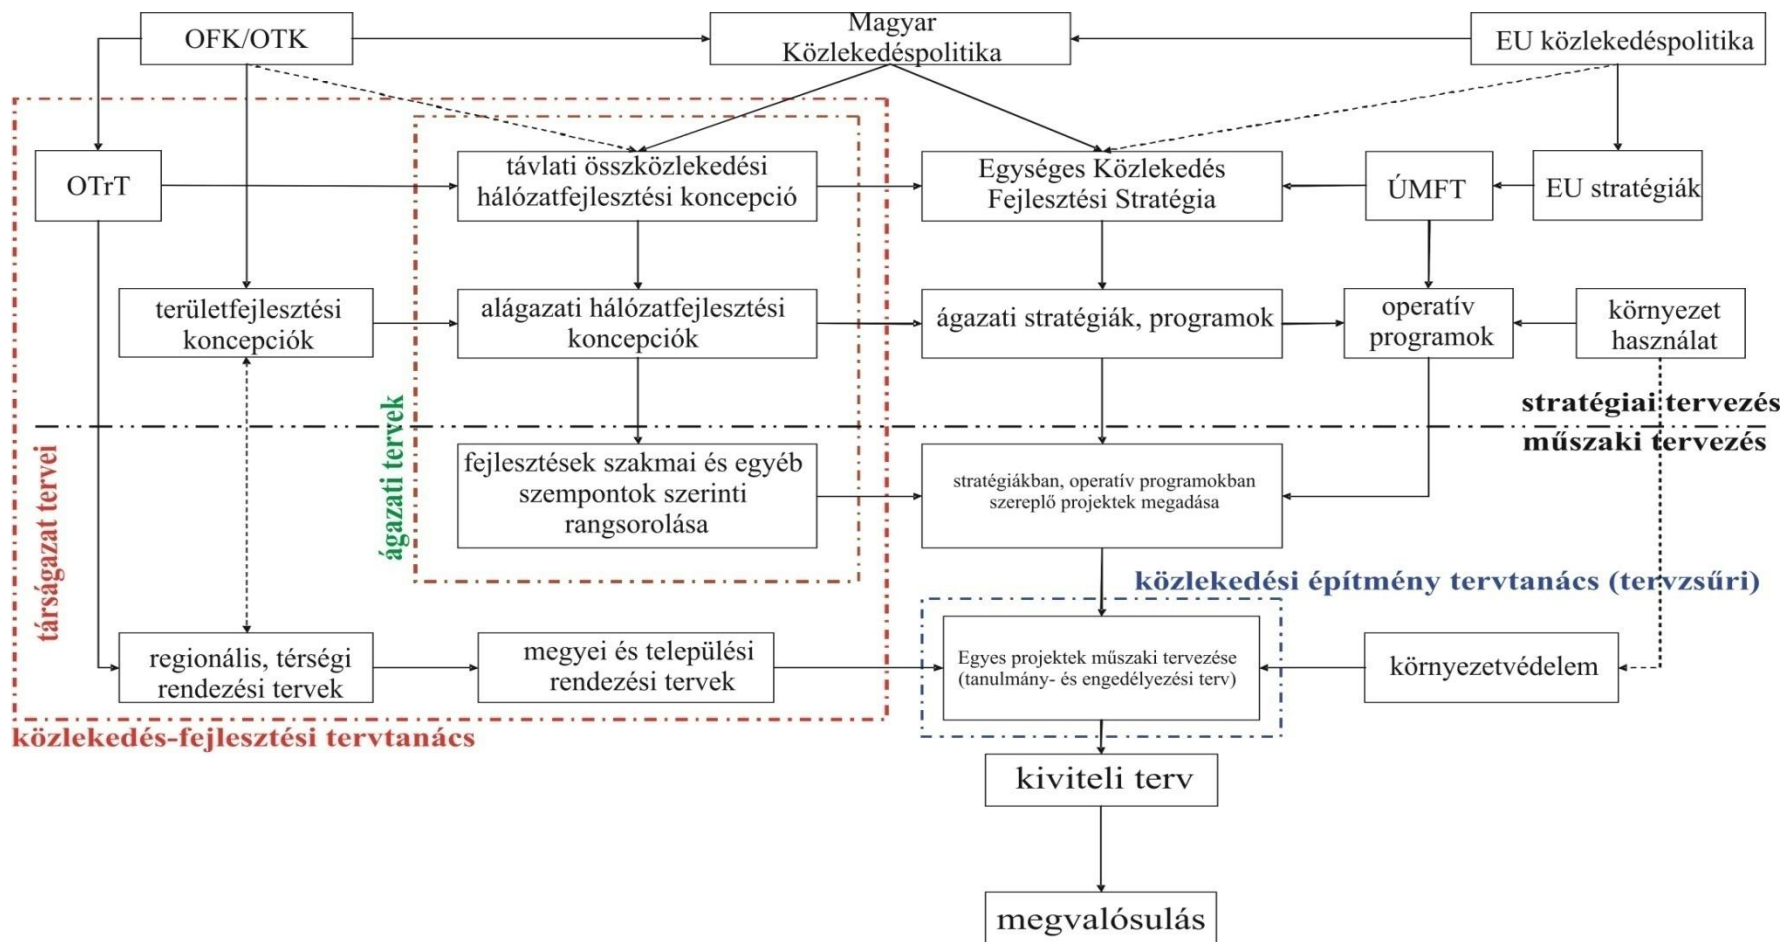 OFK/OTK
Magyar
Közlekedéspolitika
EU közlekedéspolitika
OTrT
távlati összközlekedési
hálózatfejlesztési koncepció
Egységes Közlekedés
Fejlesztési Stratégia
ÚMFT
EU stratégiák
területfejlesztési
koncepciók
alágazati hálózatfejlesztési
koncepciók
ágazati stratégiák, programok
operatív
programok
környezet
használat
stratégiai tervezés
műszaki tervezés
társágazat tervei
ágazati tervek
fejlesztések szakmai és egyéb
szempontok szerinti
rangsorolása
stratégiákban, operatív programokban
szereplő projektek megadása
közlekedési építmény tervtanács (tervzsűri)
regionális, térségi
rendezési tervek
megyei és települési
rendezési tervek
Egyes projektek műszaki tervezése
(tanulmány- és engedélyezési terv)
környezetvédelem
közlekedés-fejlesztési tervtanács
kiviteli terv
megvalósulás